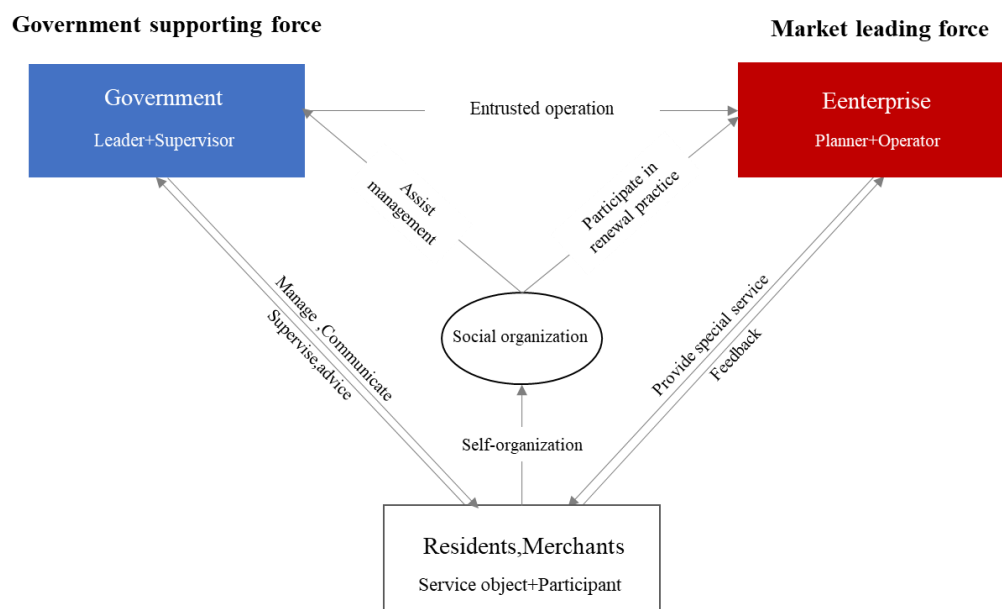 Government supporting force
Market leading force
Government
Leader+Supervisor
Entrusted operation
Eenterprise
Planner+Operator
Assist
management
Participate in
renewal practice
Social organization
Manage ,Communicate
Supervise,advice
Provide special service
Feedback
Self-organization
Residents,Merchants
Service object+Participant